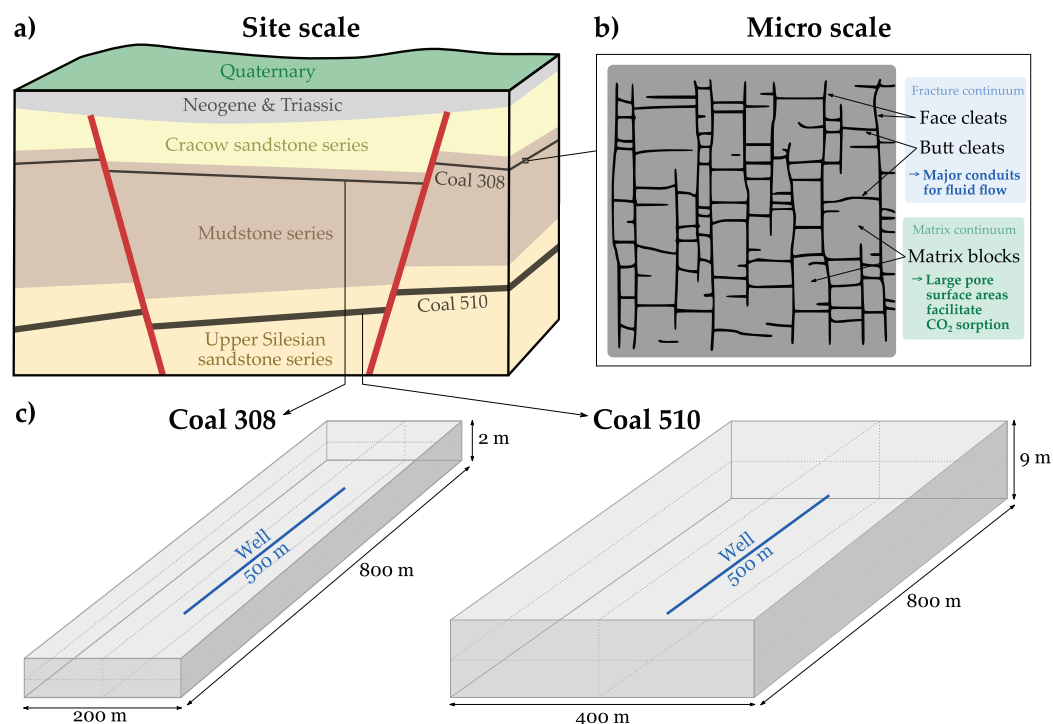 a)
Site scale
Quaternary
Neogene & Triassic
Cracow sandstone series
Coal 308
Mudstone series
Coal 510
Upper Silesian
sandstone series
b)
Micro scale
Fracture continuum
Face cleats
Butt cleats
→ Major conduits
for fluid flow
Matrix continuum
Matrix blocks
→ Large pore
surface areas
facilitate
CO₂ sorption
c)
Coal 308
2 m
Well
500 m
800 m
200 m
Coal 510
9 m
Well
500 m
800 m
400 m